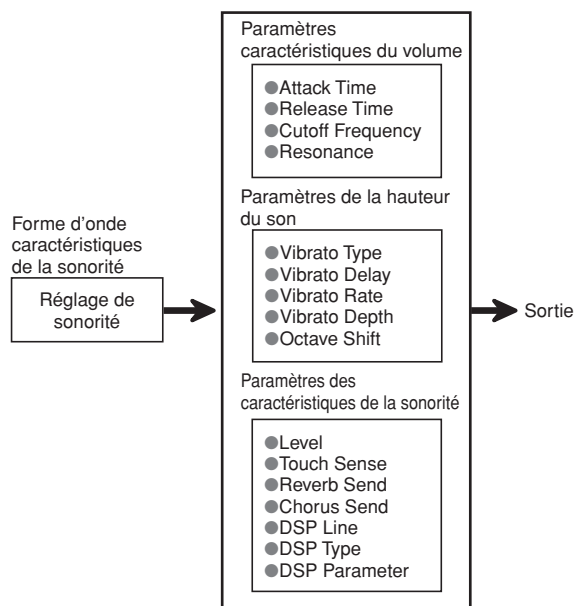 Forme d'onde
caractéristiques
de la sonorité
Réglage de
sonorité
Paramètres
caractéristiques du volume
●Attack Time
●Release Time
●Cutoff Frequency
●Resonance
Paramètres de la hauteur
du son
●Vibrato Type
●Vibrato Delay
●Vibrato Rate
●Vibrato Depth
●Octave Shift
Paramètres des
caractéristiques de la sonorité
●Level
●Touch Sense
●Reverb Send
●Chorus Send
●DSP Line
●DSP Type
●DSP Parameter
Sortie